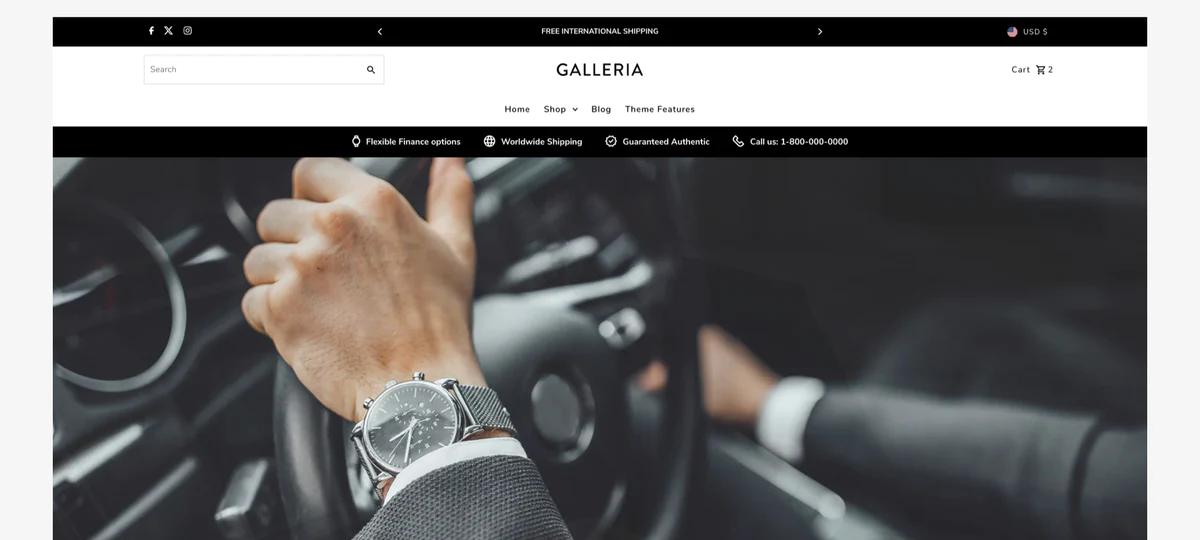 FREE INTERNATIONAL SHIPPING
USD $
Search
GALLERIA
Cart 2
Home Shop Blog Theme Features
Flexible Finance options Worldwide Shipping Guaranteed Authentic Call us: 1-800-000-0000